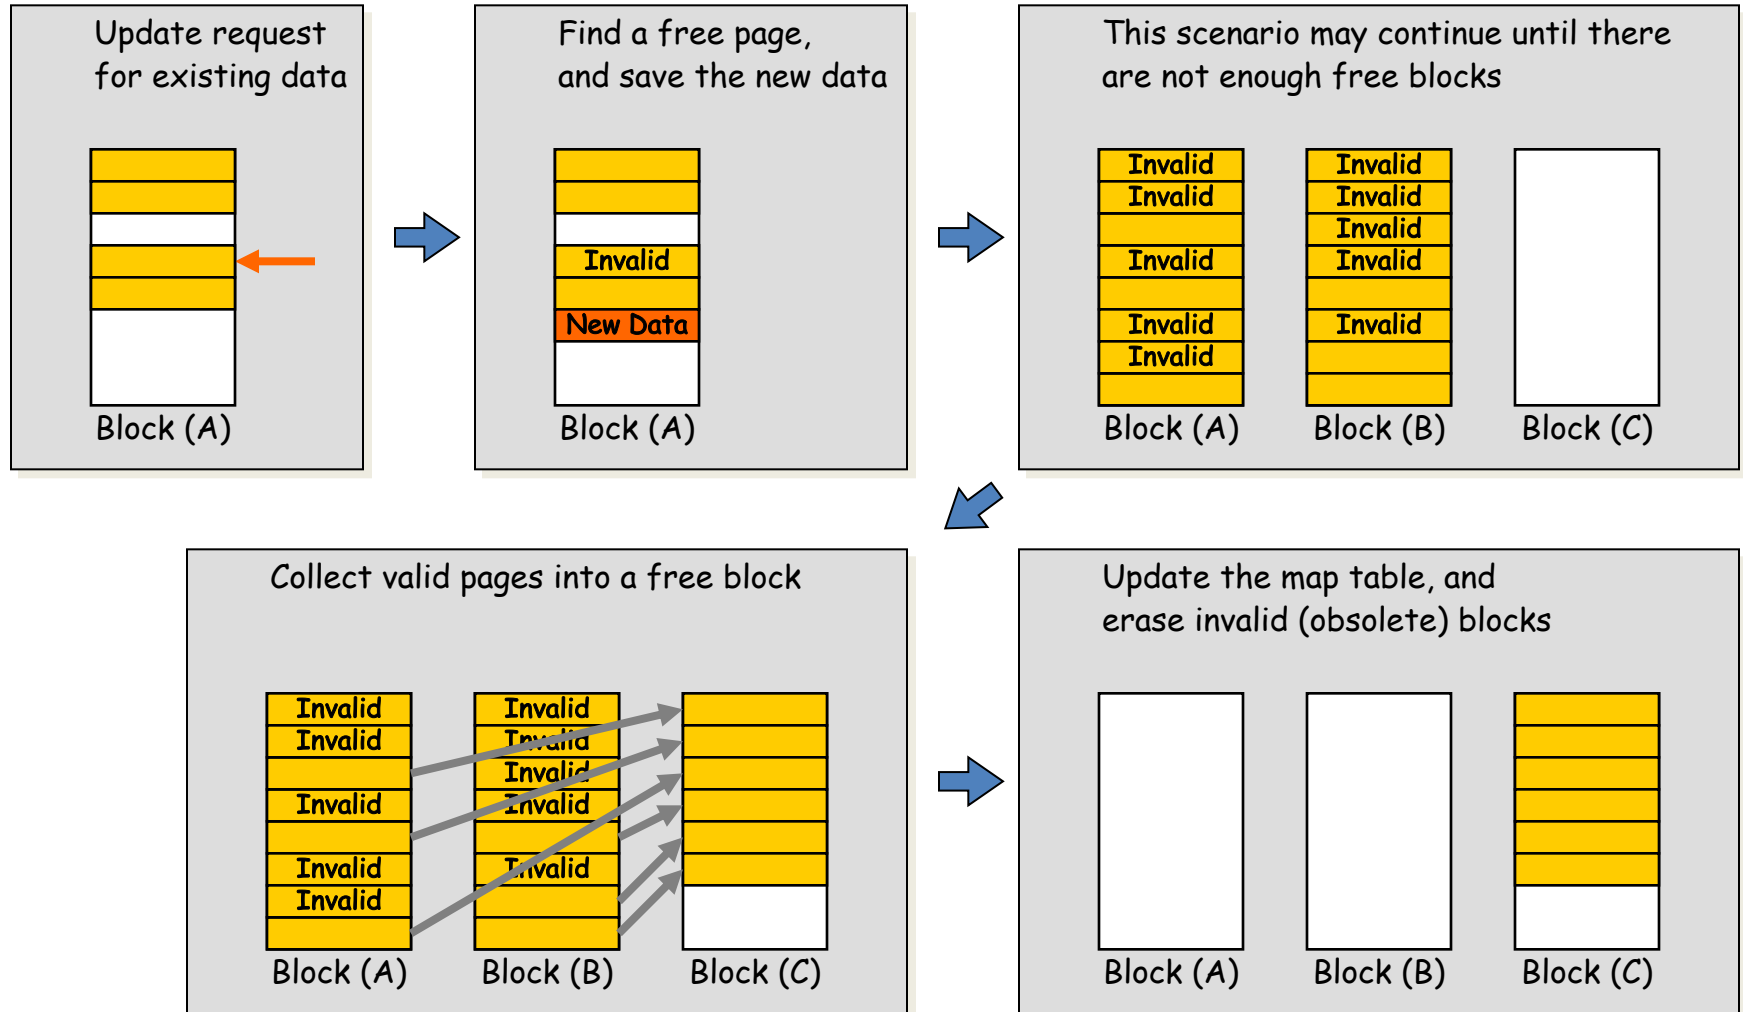 Update request
for existing data
Block (A)
Find a free page,
and save the new data
Invalid
New Data
Block (A)
This scenario may continue until there
are not enough free blocks
Invalid
Invalid
Invalid
Invalid
Invalid
Block (A)
Invalid
Invalid
Invalid
Invalid
Invalid
Block (B)
Block (C)
Collect valid pages into a free block
Invalid
Invalid
Invalid
Invalid
Invalid
Block (A)
Invalid
Invalid
Invalid
Invalid
Invalid
Block (B)
Block (C)
Update the map table, and
erase invalid (obsolete) blocks
Block (A)
Block (B)
Block (C)